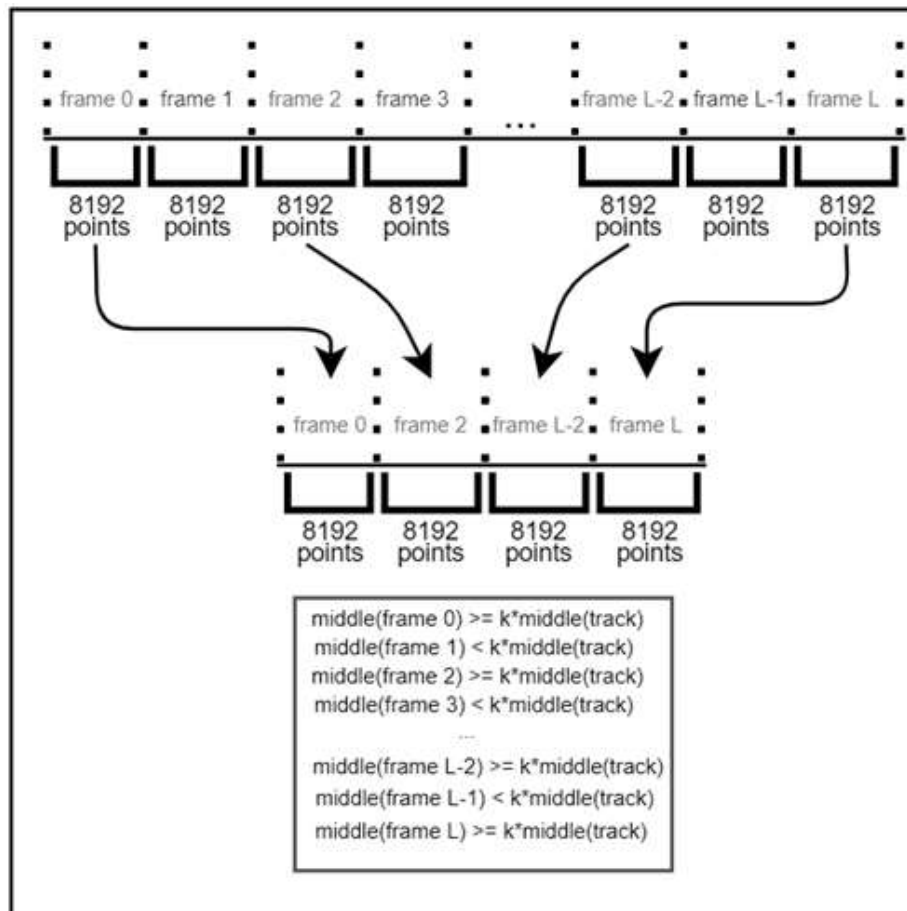 frame 0 frame 1 frame 2 frame 3 ... frame L-2 frame L-1 frame L
8192 8192 8192 8192 8192 8192 8192
points points points points points points points
frame 0 frame 2 frame L-2 frame L
8192 8192 8192 8192
points points points points
middle(frame 0) >= k*middle(track)
middle(frame 1) < k*middle(track)
middle(frame 2) >= k*middle(track)
middle(frame 3) < k*middle(track)
...
middle(frame L-2) >= k*middle(track)
middle(frame L-1) < k*middle(track)
middle(frame L) >= k*middle(track)